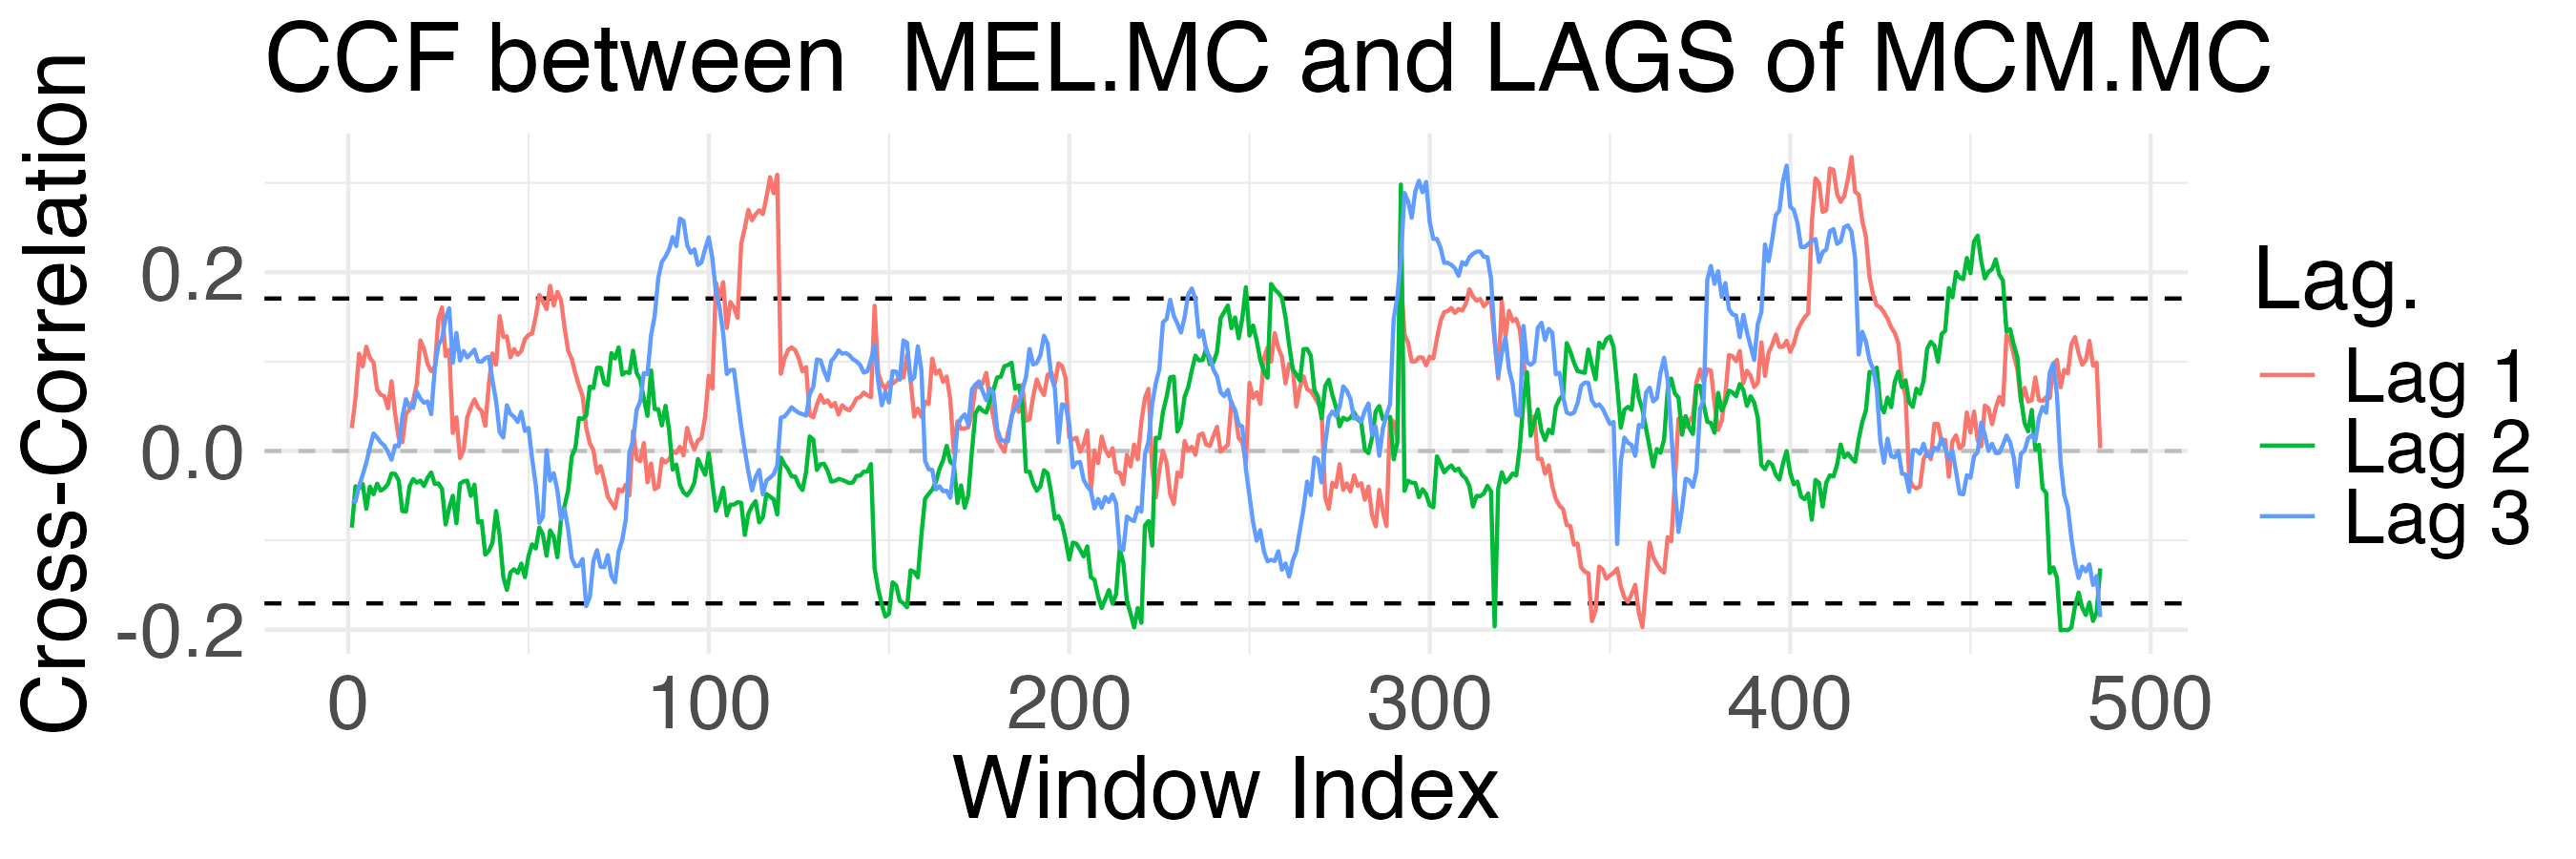 CCF between  MEL.MC and LAGS of MCM.MC
Cross-Correlation
0.2
0.0
-0.2
0 100 200 300 400 500
Window Index
Lag.
Lag 1
Lag 2
Lag 3